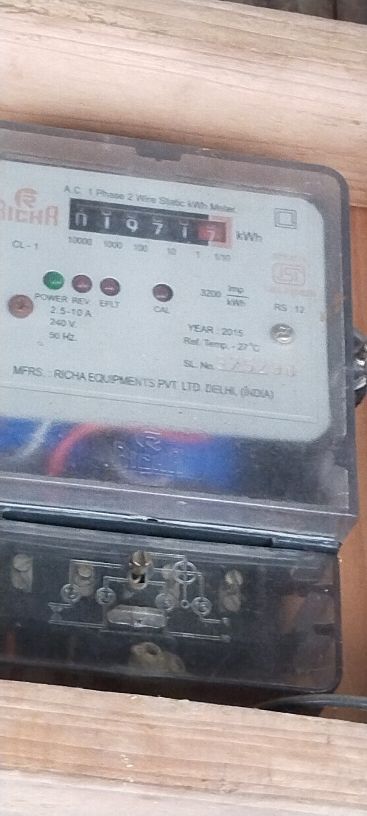 RICHA
A.C. 1 Phase 2 Wire Static kWh Meter.
01971 kWh
10000 1000 100 10 1 1/10
CL - 1
POWER REV. EFLT CAL
3200 Imp/kWh
2.5-10 A
240 V.
50 Hz.
RS : 12
YEAR : 2015
Ref. Temp. - 27°C
SL. No.
MFRS. : RICHA EQUIPMENTS PVT. LTD. DELHI, (INDIA)